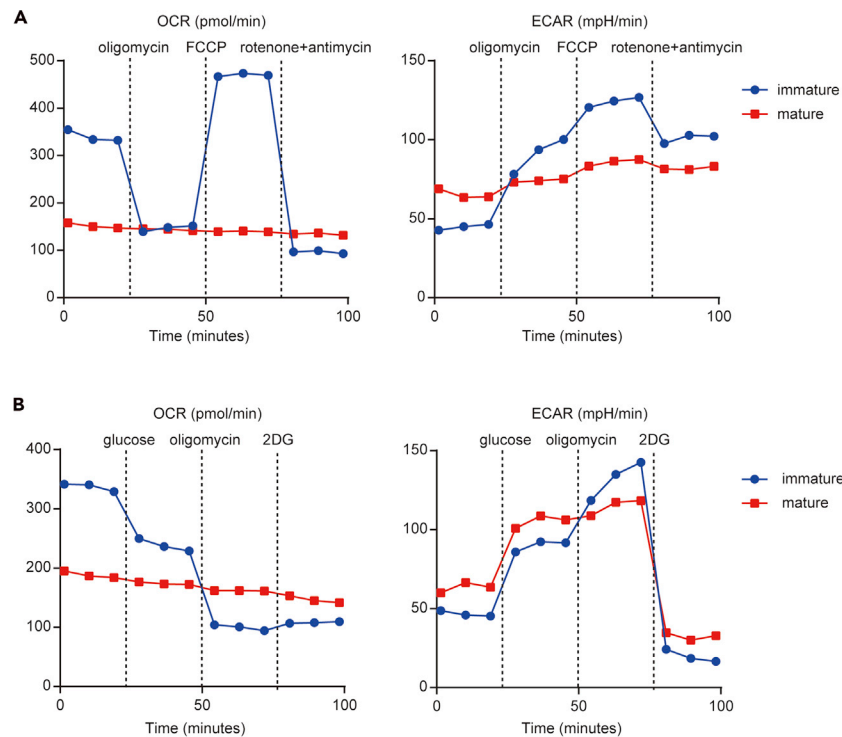 A
OCR (pmol/min)
oligomycin FCCP rotenone+antimycin
500
400
300
200
100
0
0 50 100
Time (minutes)
ECAR (mpH/min)
oligomycin FCCP rotenone+antimycin
150
100
50
0
0 50 100
Time (minutes)
immature
mature
B
OCR (pmol/min)
glucose oligomycin 2DG
400
300
200
100
0
0 50 100
Time (minutes)
ECAR (mpH/min)
glucose oligomycin 2DG
150
100
50
0
0 50 100
Time (minutes)
immature
mature